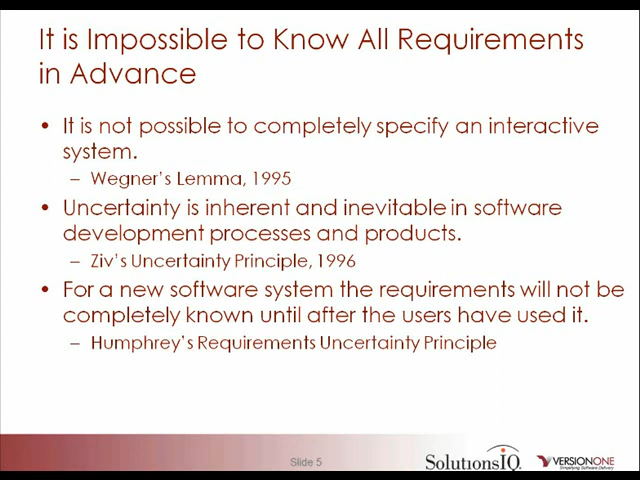 It is Impossible to Know All Requirements
in Advance
• It is not possible to completely specify an interactive
system.
– Wegner's Lemma, 1995
• Uncertainty is inherent and inevitable in software
development processes and products.
– Ziv's Uncertainty Principle, 1996
• For a new software system the requirements will not be
completely known until after the users have used it.
– Humphrey's Requirements Uncertainty Principle
Slide 5
SolutionsIQ
VERSIONONE
Simplifying Software Delivery